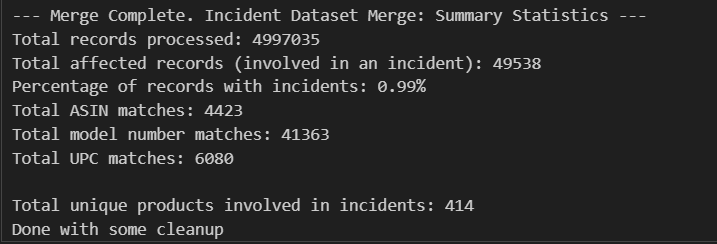 --- Merge Complete. Incident Dataset Merge: Summary Statistics ---
Total records processed: 4997035
Total affected records (involved in an incident): 49538
Percentage of records with incidents: 0.99%
Total ASIN matches: 4423
Total model number matches: 41363
Total UPC matches: 6080
Total unique products involved in incidents: 414
Done with some cleanup